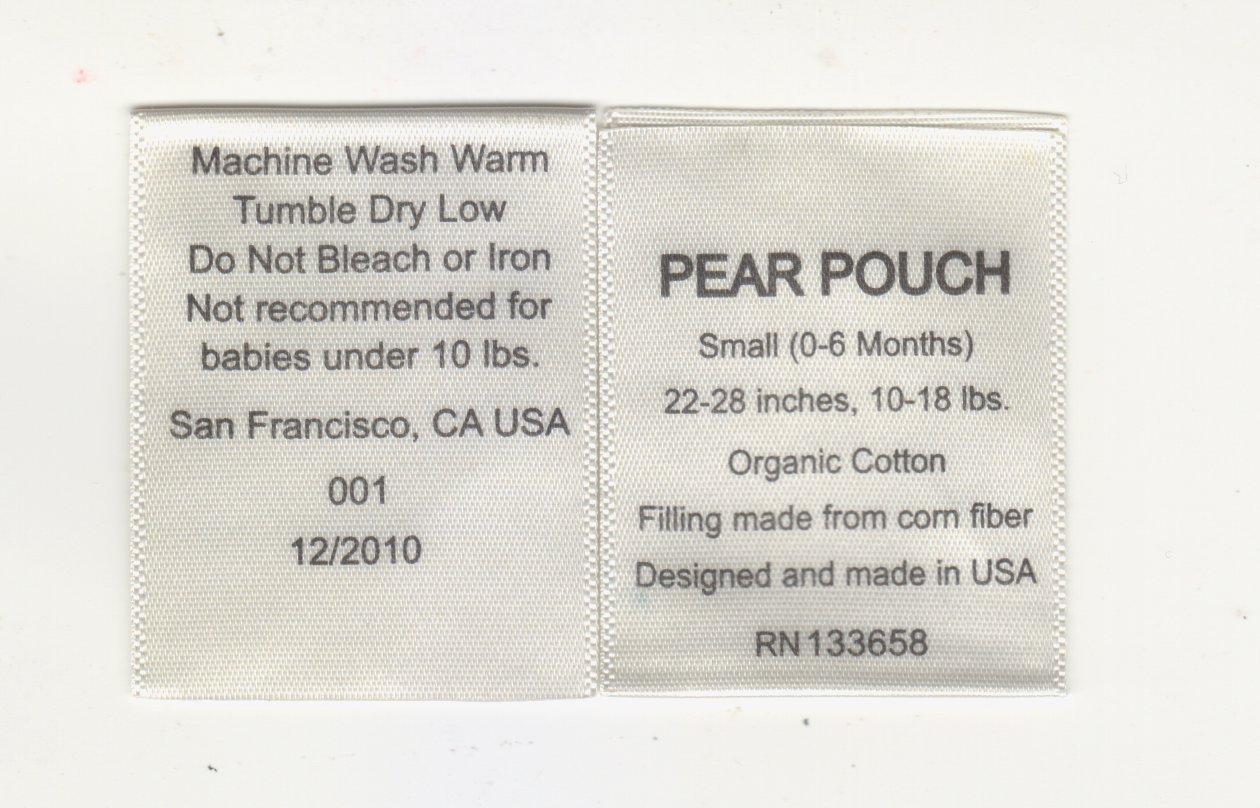 Machine Wash Warm
Tumble Dry Low
Do Not Bleach or Iron
Not recommended for
babies under 10 lbs.
San Francisco, CA USA
001
12/2010
PEAR POUCH
Small (0-6 Months)
22-28 inches, 10-18 lbs.
Organic Cotton
Filling made from corn fiber
Designed and made in USA
RN133658